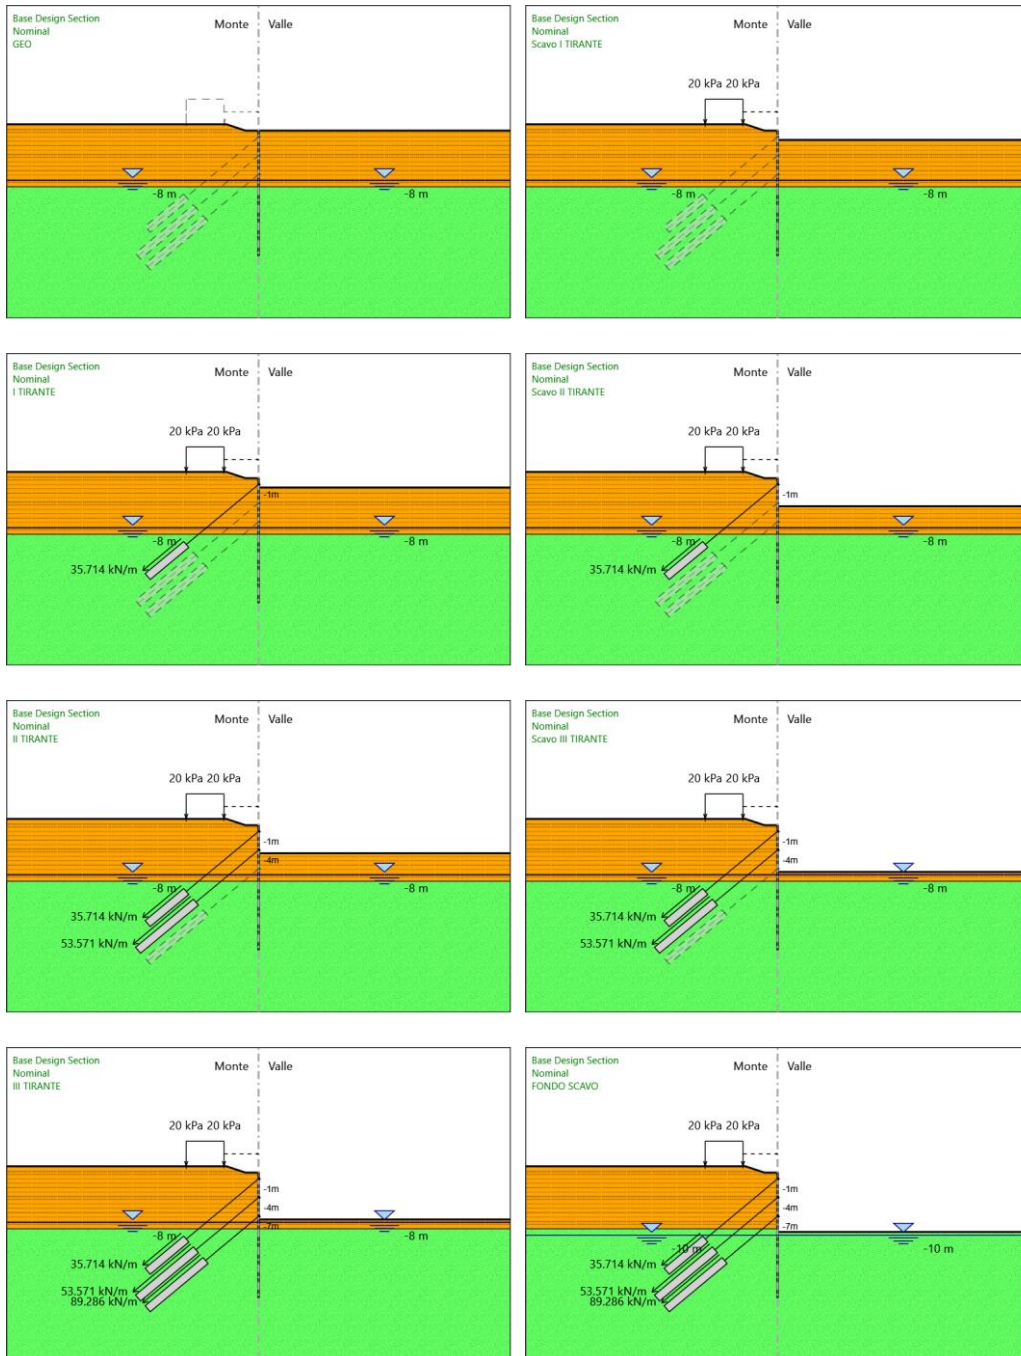 Base Design Section
Nominal
GEO
Monte
Valle
-8 m
-8 m
Base Design Section
Nominal
Scavo I TIRANTE
Monte
Valle
20 kPa 20 kPa
-8 m
-8 m
Base Design Section
Nominal
I TIRANTE
Monte
Valle
20 kPa 20 kPa
-1m
-8 m
-8 m
35.714 kN/m
Base Design Section
Nominal
Scavo II TIRANTE
Monte
Valle
20 kPa 20 kPa
-1m
-8 m
-8 m
35.714 kN/m
Base Design Section
Nominal
II TIRANTE
Monte
Valle
20 kPa 20 kPa
-1m
-4m
-8 m
-8 m
35.714 kN/m
53.571 kN/m
Base Design Section
Nominal
Scavo III TIRANTE
Monte
Valle
20 kPa 20 kPa
-1m
-4m
-8 m
-8 m
35.714 kN/m
53.571 kN/m
Base Design Section
Nominal
III TIRANTE
Monte
Valle
20 kPa 20 kPa
-1m
-4m
-7m
-8 m
-8 m
35.714 kN/m
53.571 kN/m
89.286 kN/m
Base Design Section
Nominal
FONDO SCAVO
Monte
Valle
20 kPa 20 kPa
-1m
-4m
-7m
-10 m
-10 m
35.714 kN/m
53.571 kN/m
89.286 kN/m